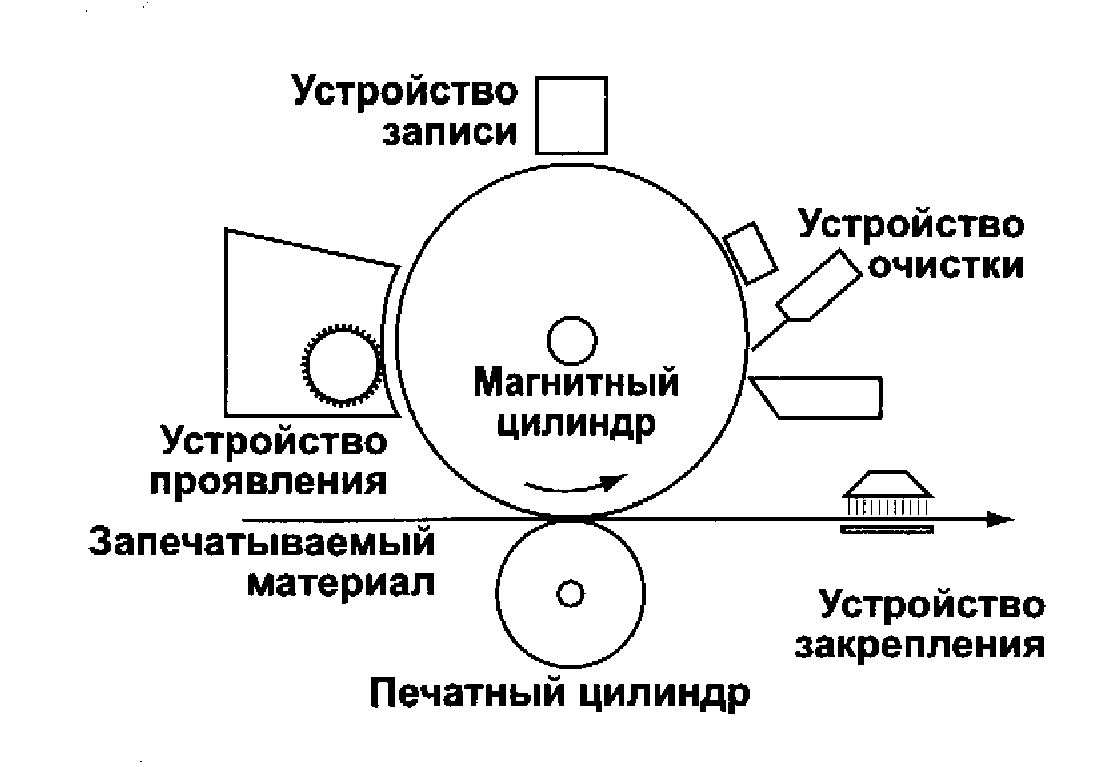 Устройство
записи
Устройство
очистки
Магнитный
цилиндр
Устройство
проявления
Запечатываемый
материал
Устройство
закрепления
Печатный цилиндр